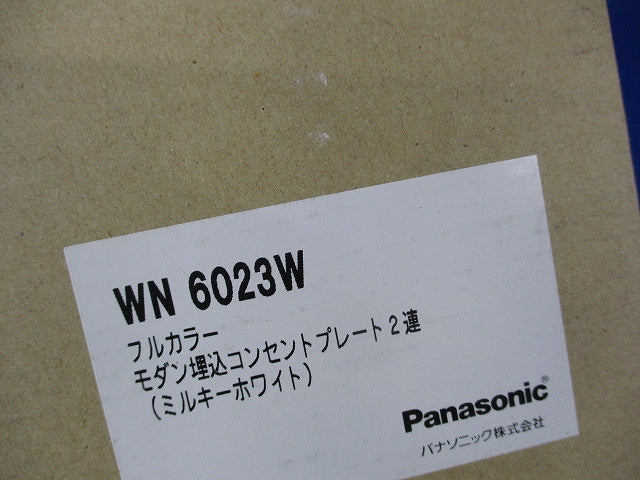 WN 6023W
フルカラー
モダン埋込コンセントプレート2連
(ミルキーホワイト)
Panasonic®
パナソニック株式会社